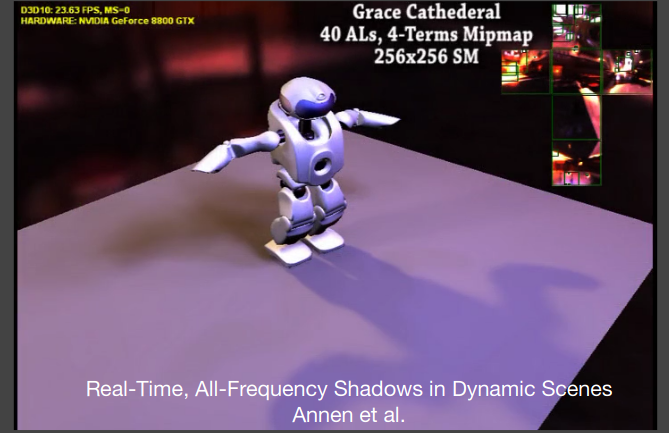 D3D10: 23.63 FPS, MS=0
HARDWARE: NVIDIA GeForce 8800 GTX
Grace Cathederal
40 ALs, 4-Terms Mipmap
256x256 SM
Real-Time, All-Frequency Shadows in Dynamic Scenes
Annen et al.